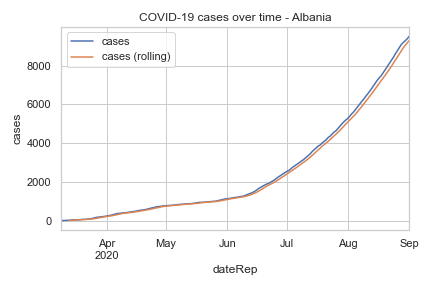 COVID-19 cases over time - Albania
cases
cases (rolling)
cases
8000
6000
4000
2000
0
Apr
2020
May
Jun
Jul
Aug
Sep
dateRep